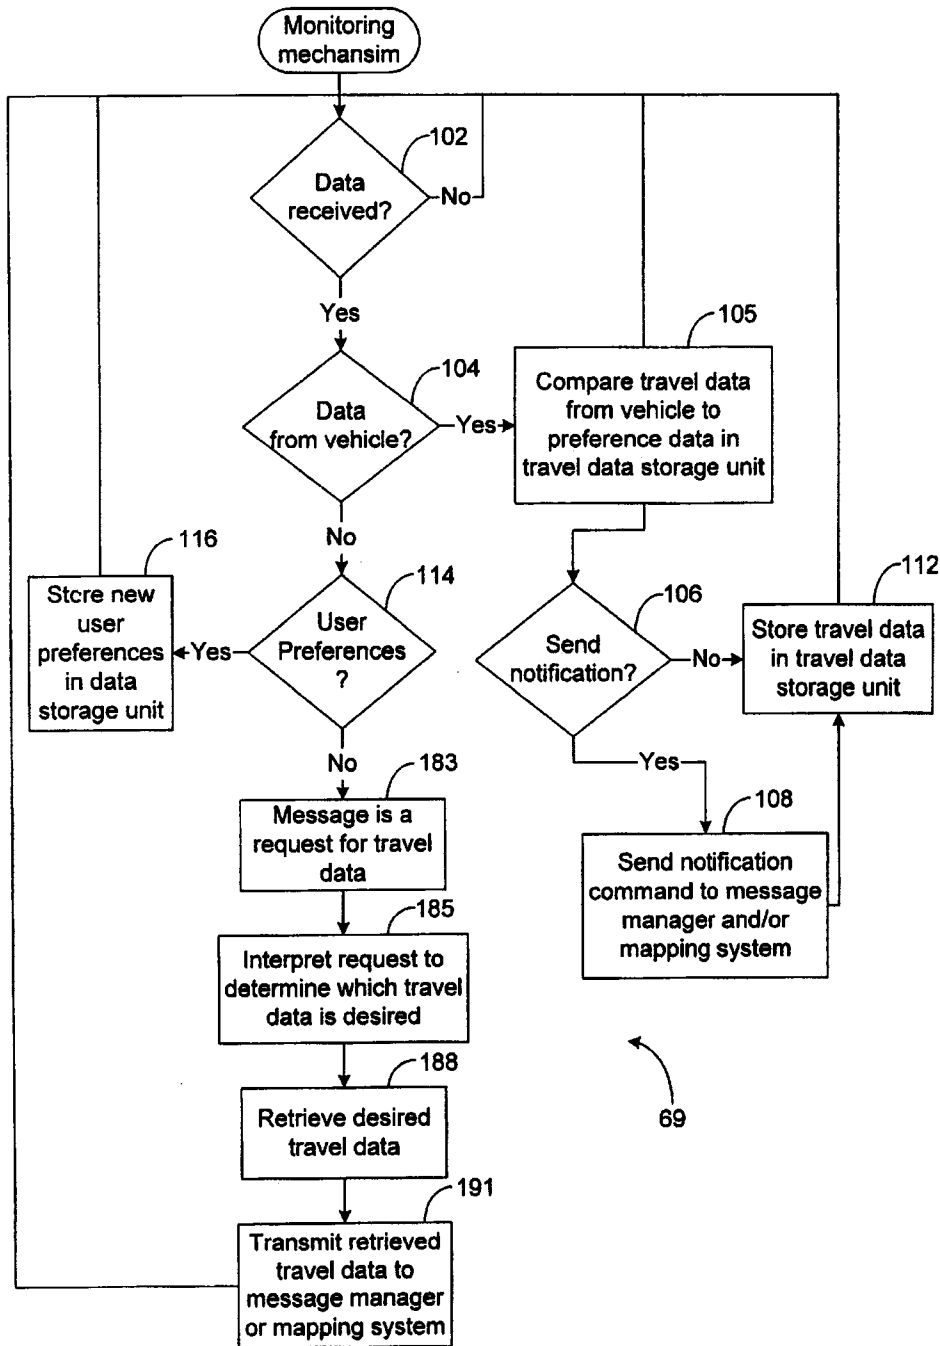 Monitoring
mechansim
102
Data
received?
No
Yes
104
Data
from vehicle?
Yes
105
Compare travel data
from vehicle to
preference data in
travel data storage unit
No
116
Stcre new
user
preferences
in data
storage unit
Yes
114
User
Preferences
?
106
Send
notification?
No
112
Store travel data
in travel data
storage unit
No
Yes
183
Message is a
request for travel
data
108
Send notification
command to message
manager and/or
mapping system
185
Interpret request to
determine which travel
data is desired
188
Retrieve desired
travel data
69
191
Transmit retrieved
travel data to
message manager
or mapping system